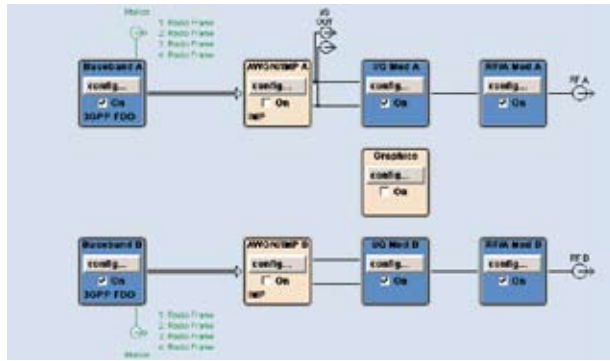 Marker
1: Radio Frame
2: Radio Frame
3: Radio Frame
4: Radio Frame
I/Q
OUT
Baseband A
config...
On
3GPP FDD
AWGN/IMP A
config...
On
IMP
I/Q Mod A
config...
On
RF/A Mod A
config...
On
RF A
Graphics
config...
On
Baseband B
config...
On
3GPP FDD
AWGN/IMP B
config...
On
IMP
I/Q Mod B
config...
On
RF/A Mod B
config...
On
RF B
1: Radio Frame
2: Radio Frame
3: Radio Frame
4: Radio Frame
Marker